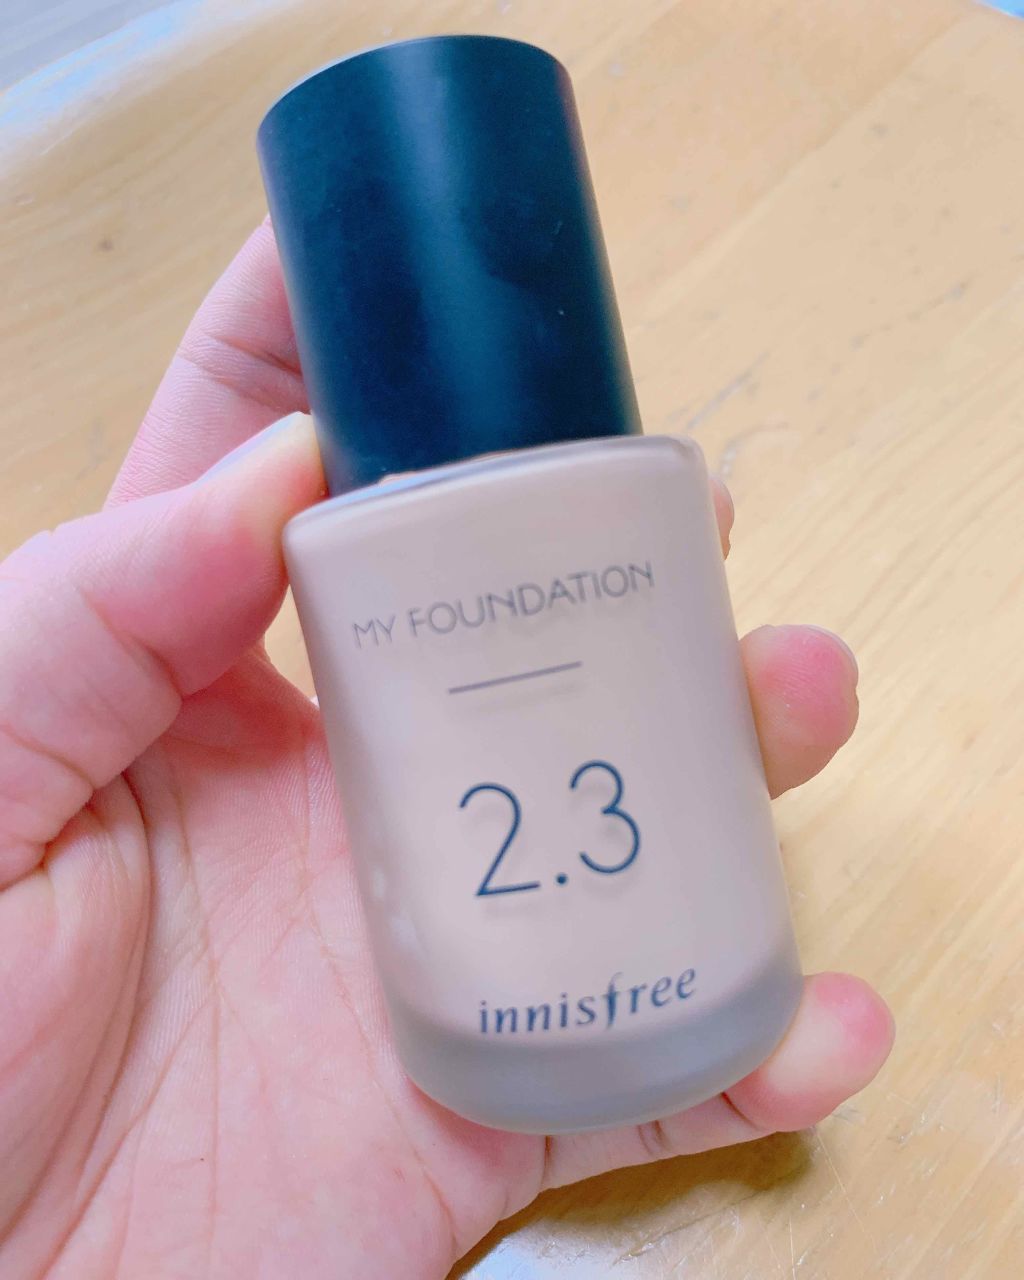 MY FOUNDATION
2.3
innisfree